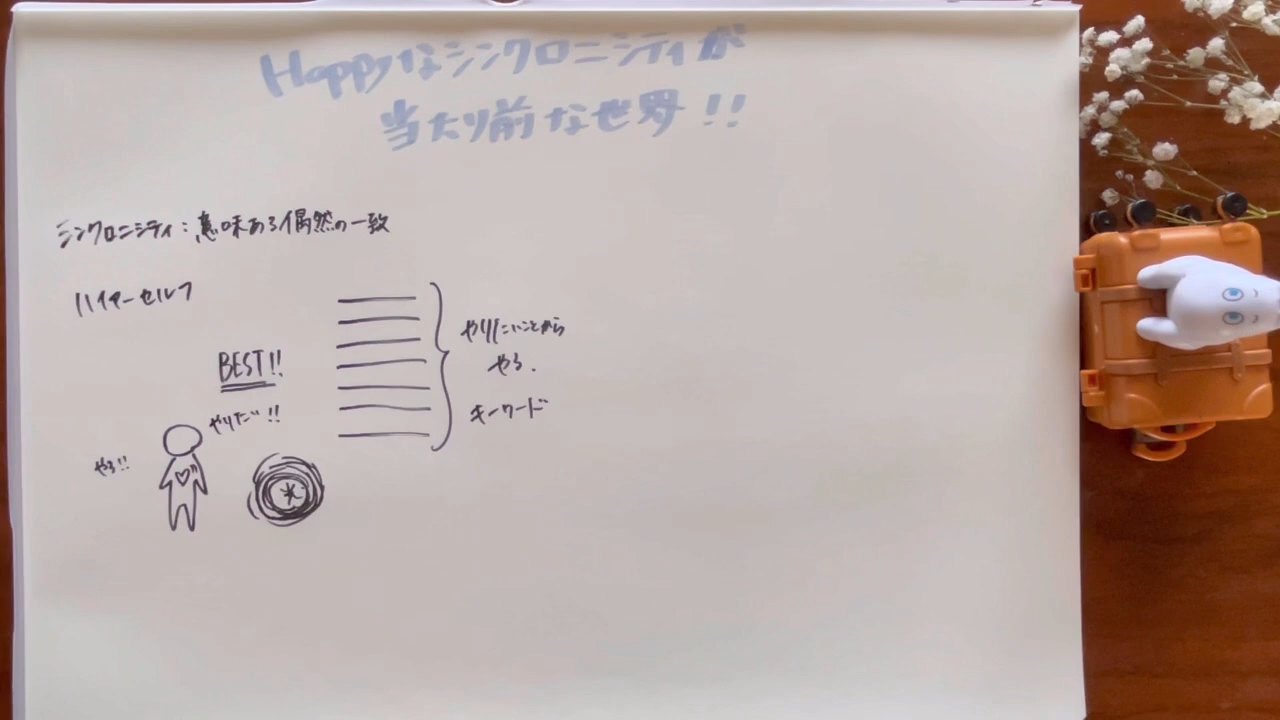 Happyなシンクロニシティが
当たり前な世界!!
シンクロニシティ:意味ある偶然の一致
ハイヤーセルフ
BEST!!
やりたいことから
やる.
キーワード
やりだ!!
やる!!